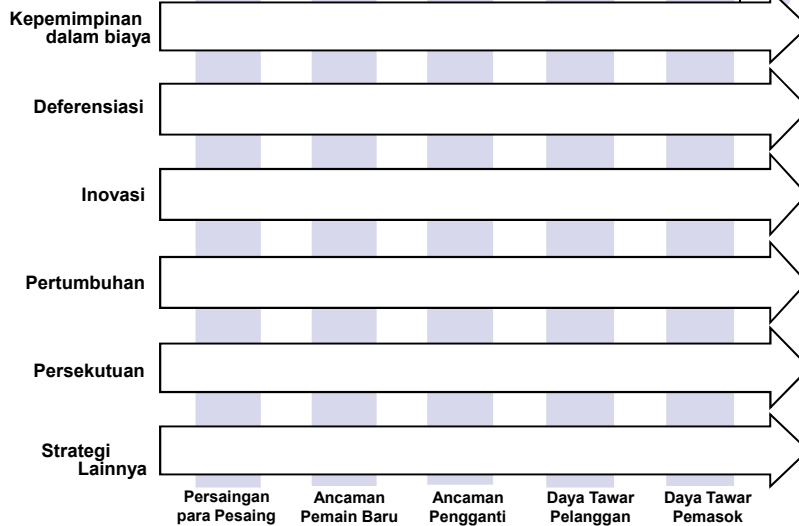 Kepemimpinan
dalam biaya
Deferensiasi
Inovasi
Pertumbuhan
Persekutuan
Strategi
Lainnya
Persaingan
para Pesaing
Ancaman
Pemain Baru
Ancaman
Pengganti
Daya Tawar
Pelanggan
Daya Tawar
Pemasok